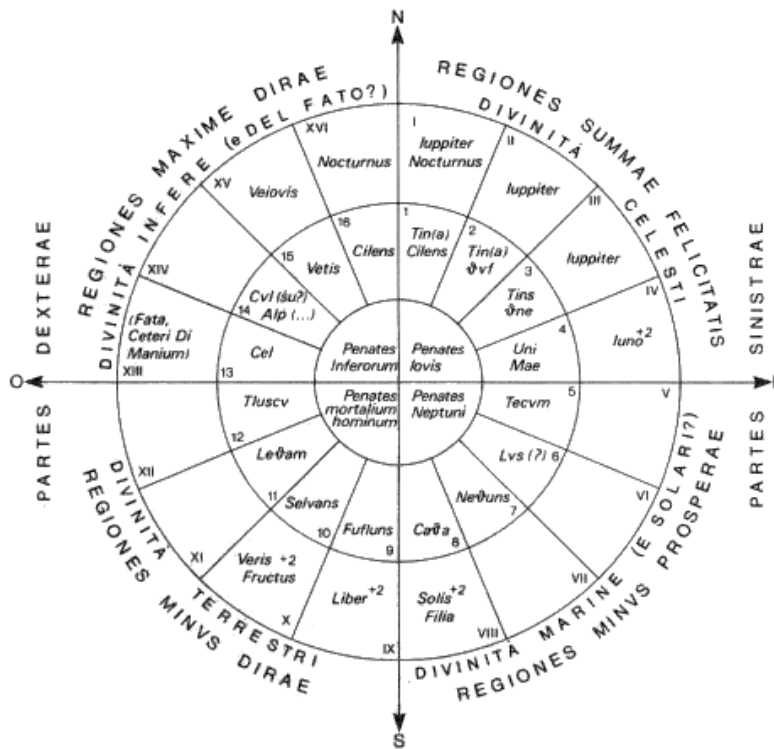 N
REGIONES MAXIME DIRAE
DIVINITÁ INFERE (e DEL FATO?)
REGIONES SUMMAE FELICITATIS
DIVINITÁ CELESTI
XVI
Nocturnus
I
Iuppiter
Nocturnus
II
Iuppiter
III
Iuppiter
IV
Iuno+2
XV
Veiovis
XIV
(Fata,
Ceteri Di
Manium)
XIII
16
Cilens
1
Tin(a)
Cilens
2
Tin(a)
ϑvf
3
Tins
ϑne
4
Uni
Mae
15
Vetis
14
Cvl (śu?)
Alp (...)
13
Cel
Penates
Inferorum
Penates
Iovis
DEXTERAE
SINISTRAE
O
PARTES
PARTES
Penates
mortalium
hominum
Penates
Neptuni
Tluscv
12
Leϑam
11
Selvans
10
Fufluns
9
Caϑa
8
Neϑuns
7
Lvs (?)
6
Tecvm
5
V
VI
VII
XII
XI
Veris +2
Fructus
X
Liber+2
IX
Solis+2
Filia
VIII
DIVINITÁ TERRESTRI
REGIONES MINVS DIRAE
DIVINITÁ MARINE (E SOLARI?)
REGIONES MINVS PROSPERAE
S